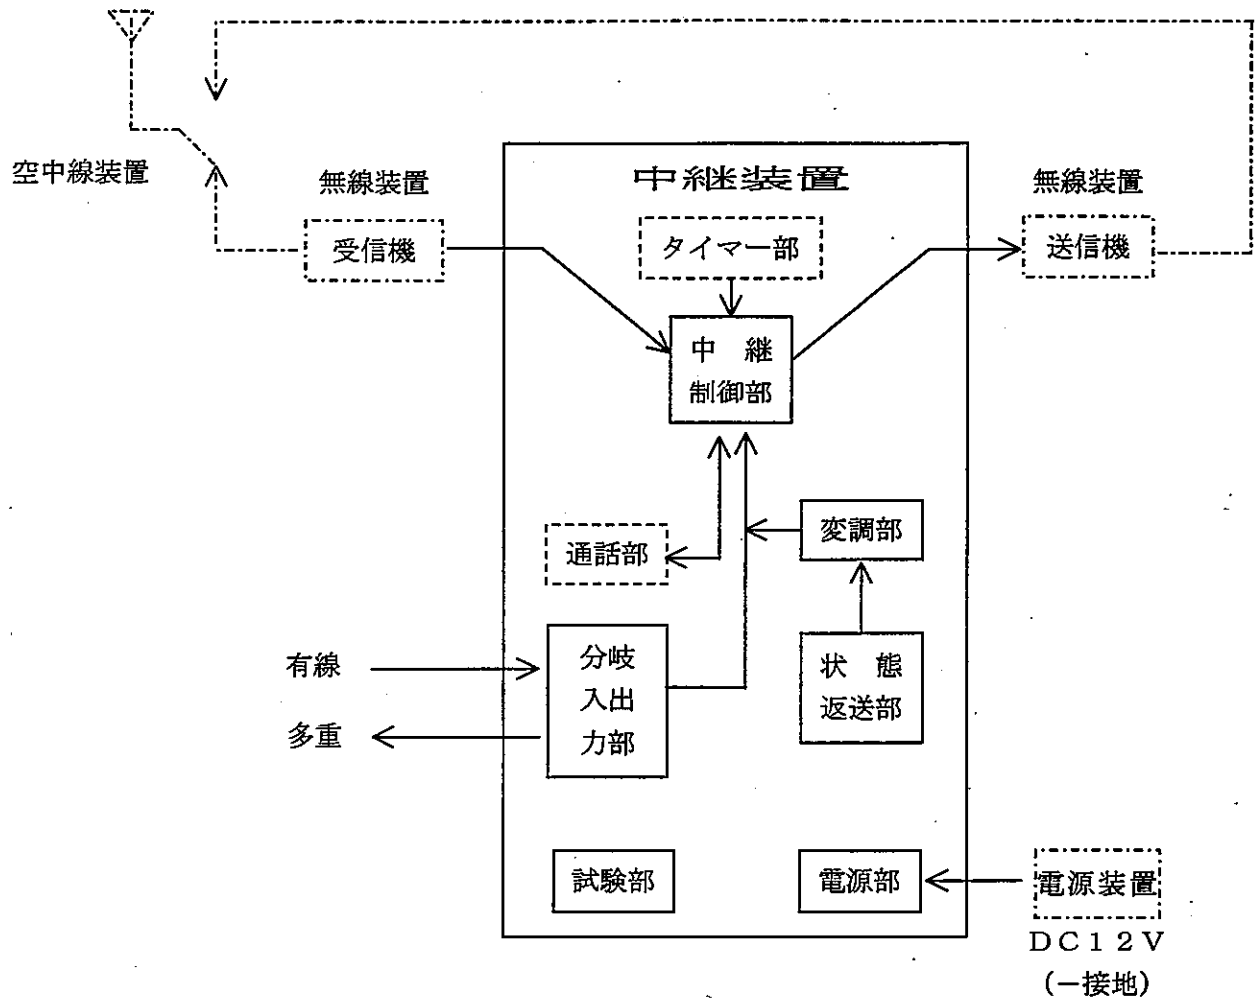 空中線装置
無線装置
受信機
中継装置
タイマー部
無線装置
送信機
中 継
制御部
変調部
通話部
有線
多重
分岐
入出
力部
状 態
返送部
試験部
電源部
電源装置
DC12V
(-接地)